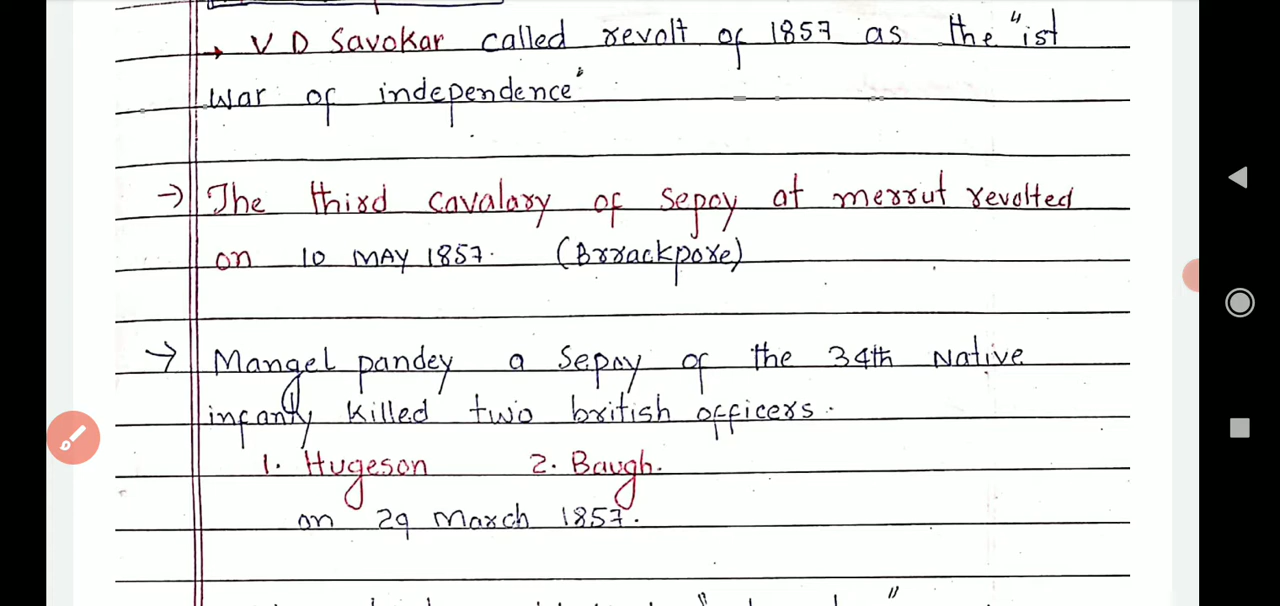 → V D Savokar called revolt of 1857 as the "ist
war of independence"
→ The third cavalary of sepoy at merrut revolted
on 10 MAY 1857. (Brrackpore)
→ Mangel pandey a sepoy of the 34th Native
infanty killed two british officers.
1. Hugeson 2. Baugh.
on 29 March 1857.